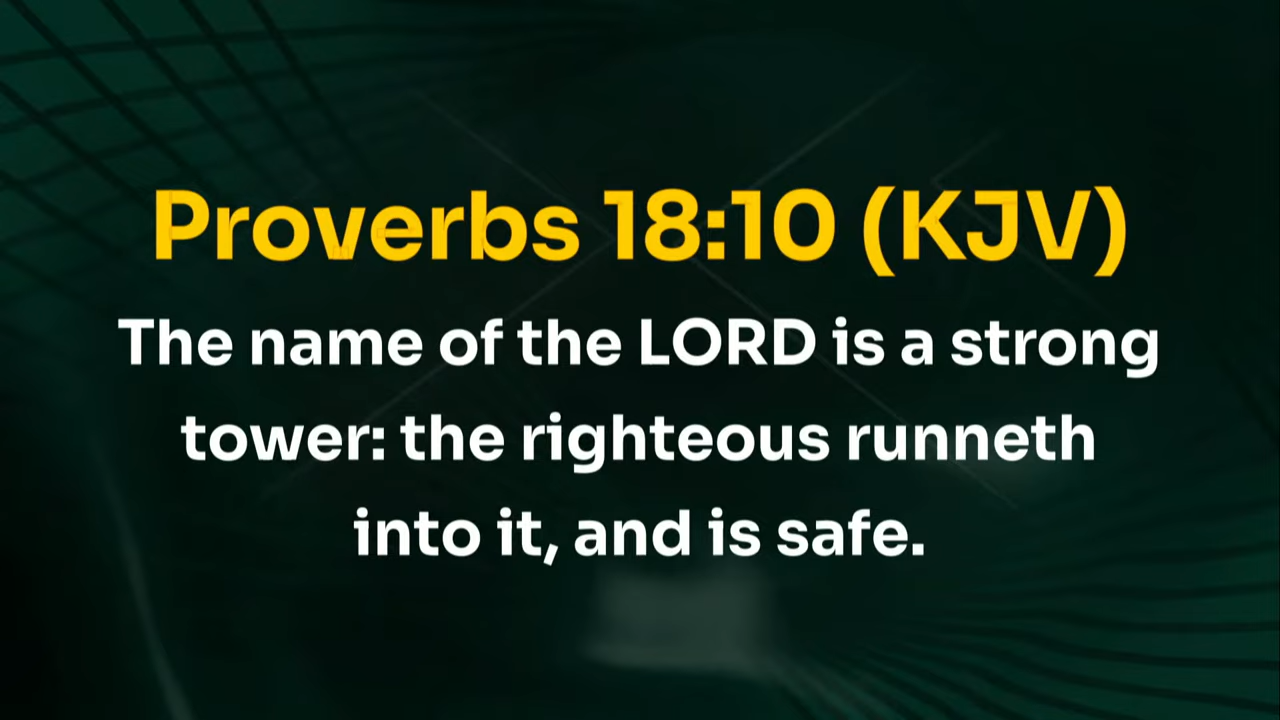 Proverbs 18:10 (KJV)
The name of the LORD is a strong
tower: the righteous runneth
into it, and is safe.